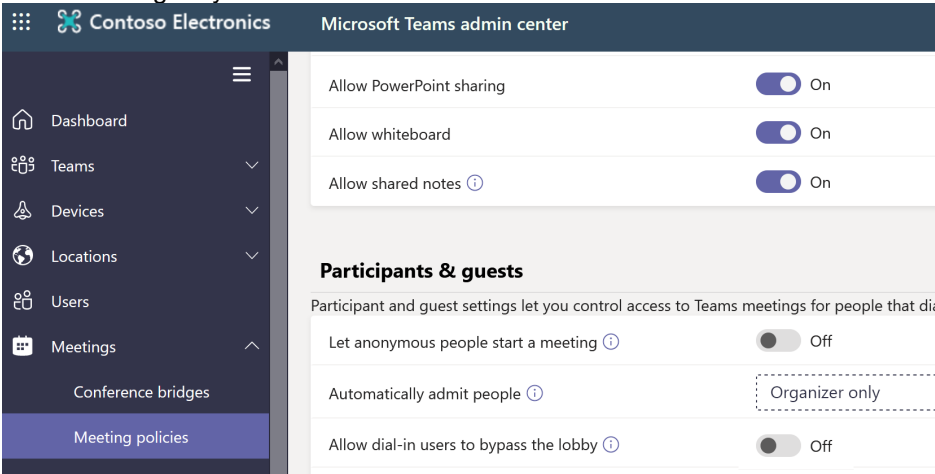 Contoso Electronics
Microsoft Teams admin center
Dashboard
Teams
Devices
Locations
Users
Meetings
Conference bridges
Meeting policies
Allow PowerPoint sharing On
Allow whiteboard On
Allow shared notes On
Participants & guests
Participant and guest settings let you control access to Teams meetings for people that
Let anonymous people start a meeting Off
Automatically admit people Organizer only
Allow dial-in users to bypass the lobby Off